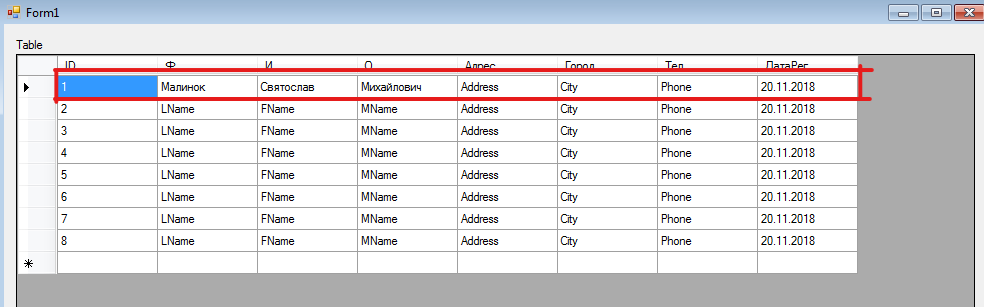 Form1
Table
ID Ф И О Адрес Город Тел ДатаРег
1 Малинок Святослав Михайлович Address City Phone 20.11.2018
2 LName FName MName Address City Phone 20.11.2018
3 LName FName MName Address City Phone 20.11.2018
4 LName FName MName Address City Phone 20.11.2018
5 LName FName MName Address City Phone 20.11.2018
6 LName FName MName Address City Phone 20.11.2018
7 LName FName MName Address City Phone 20.11.2018
8 LName FName MName Address City Phone 20.11.2018